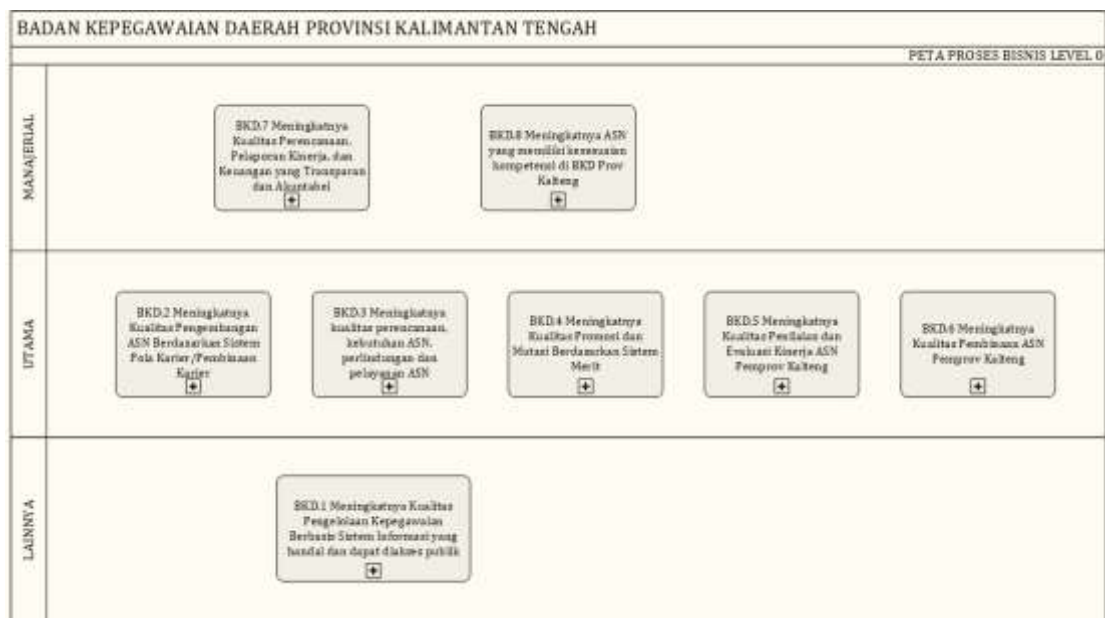 BADAN KEPEGAWAIAN DAERAH PROVINSI KALIMANTAN TENGAH
PETA PROSES BISNIS LEVEL 0
MANAJERIAL
BKD.7 Meningkatnya
Kualitas Perencanaan,
Pelaporan Kinerja, dan
Keuangan yang Transparan
dan Akuntabel
BKD.8 Meningkatnya ASN
yang memiliki kesesuaian
kompetensi di BKD Prov
Kalteng
UTAMA
BKD.2 Meningkatnya
Kualitas Pengembangan
ASN Berdasarkan Sistem
Pola Karier/Pembinaan
Karier
BKD.3 Meningkatnya
kualitas perencanaan,
kebutuhan ASN,
perlindungan dan
pelayanan ASN
BKD.4 Meningkatnya
Kualitas Promosi dan
Mutasi Berdasarkan Sistem
Merit
BKD.5 Meningkatnya
Kualitas Penilaian dan
Evaluasi Kinerja ASN
Pemprov Kalteng
BKD.6 Meningkatnya
Kualitas Pembinaan ASN
Pemprov Kalteng
LAINNYA
BKD.1 Meningkatnya Kualitas
Pengelolaan Kepegawaian
Berbasis Sistem Informasi yang
handal dan dapat diakses publik